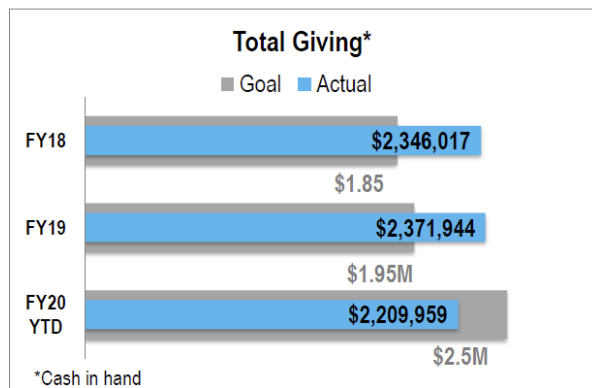 Total Giving*
Goal Actual
FY18
$2,346,017
$1.85
FY19
$2,371,944
$1.95M
FY20
YTD
$2,209,959
$2.5M
*Cash in hand